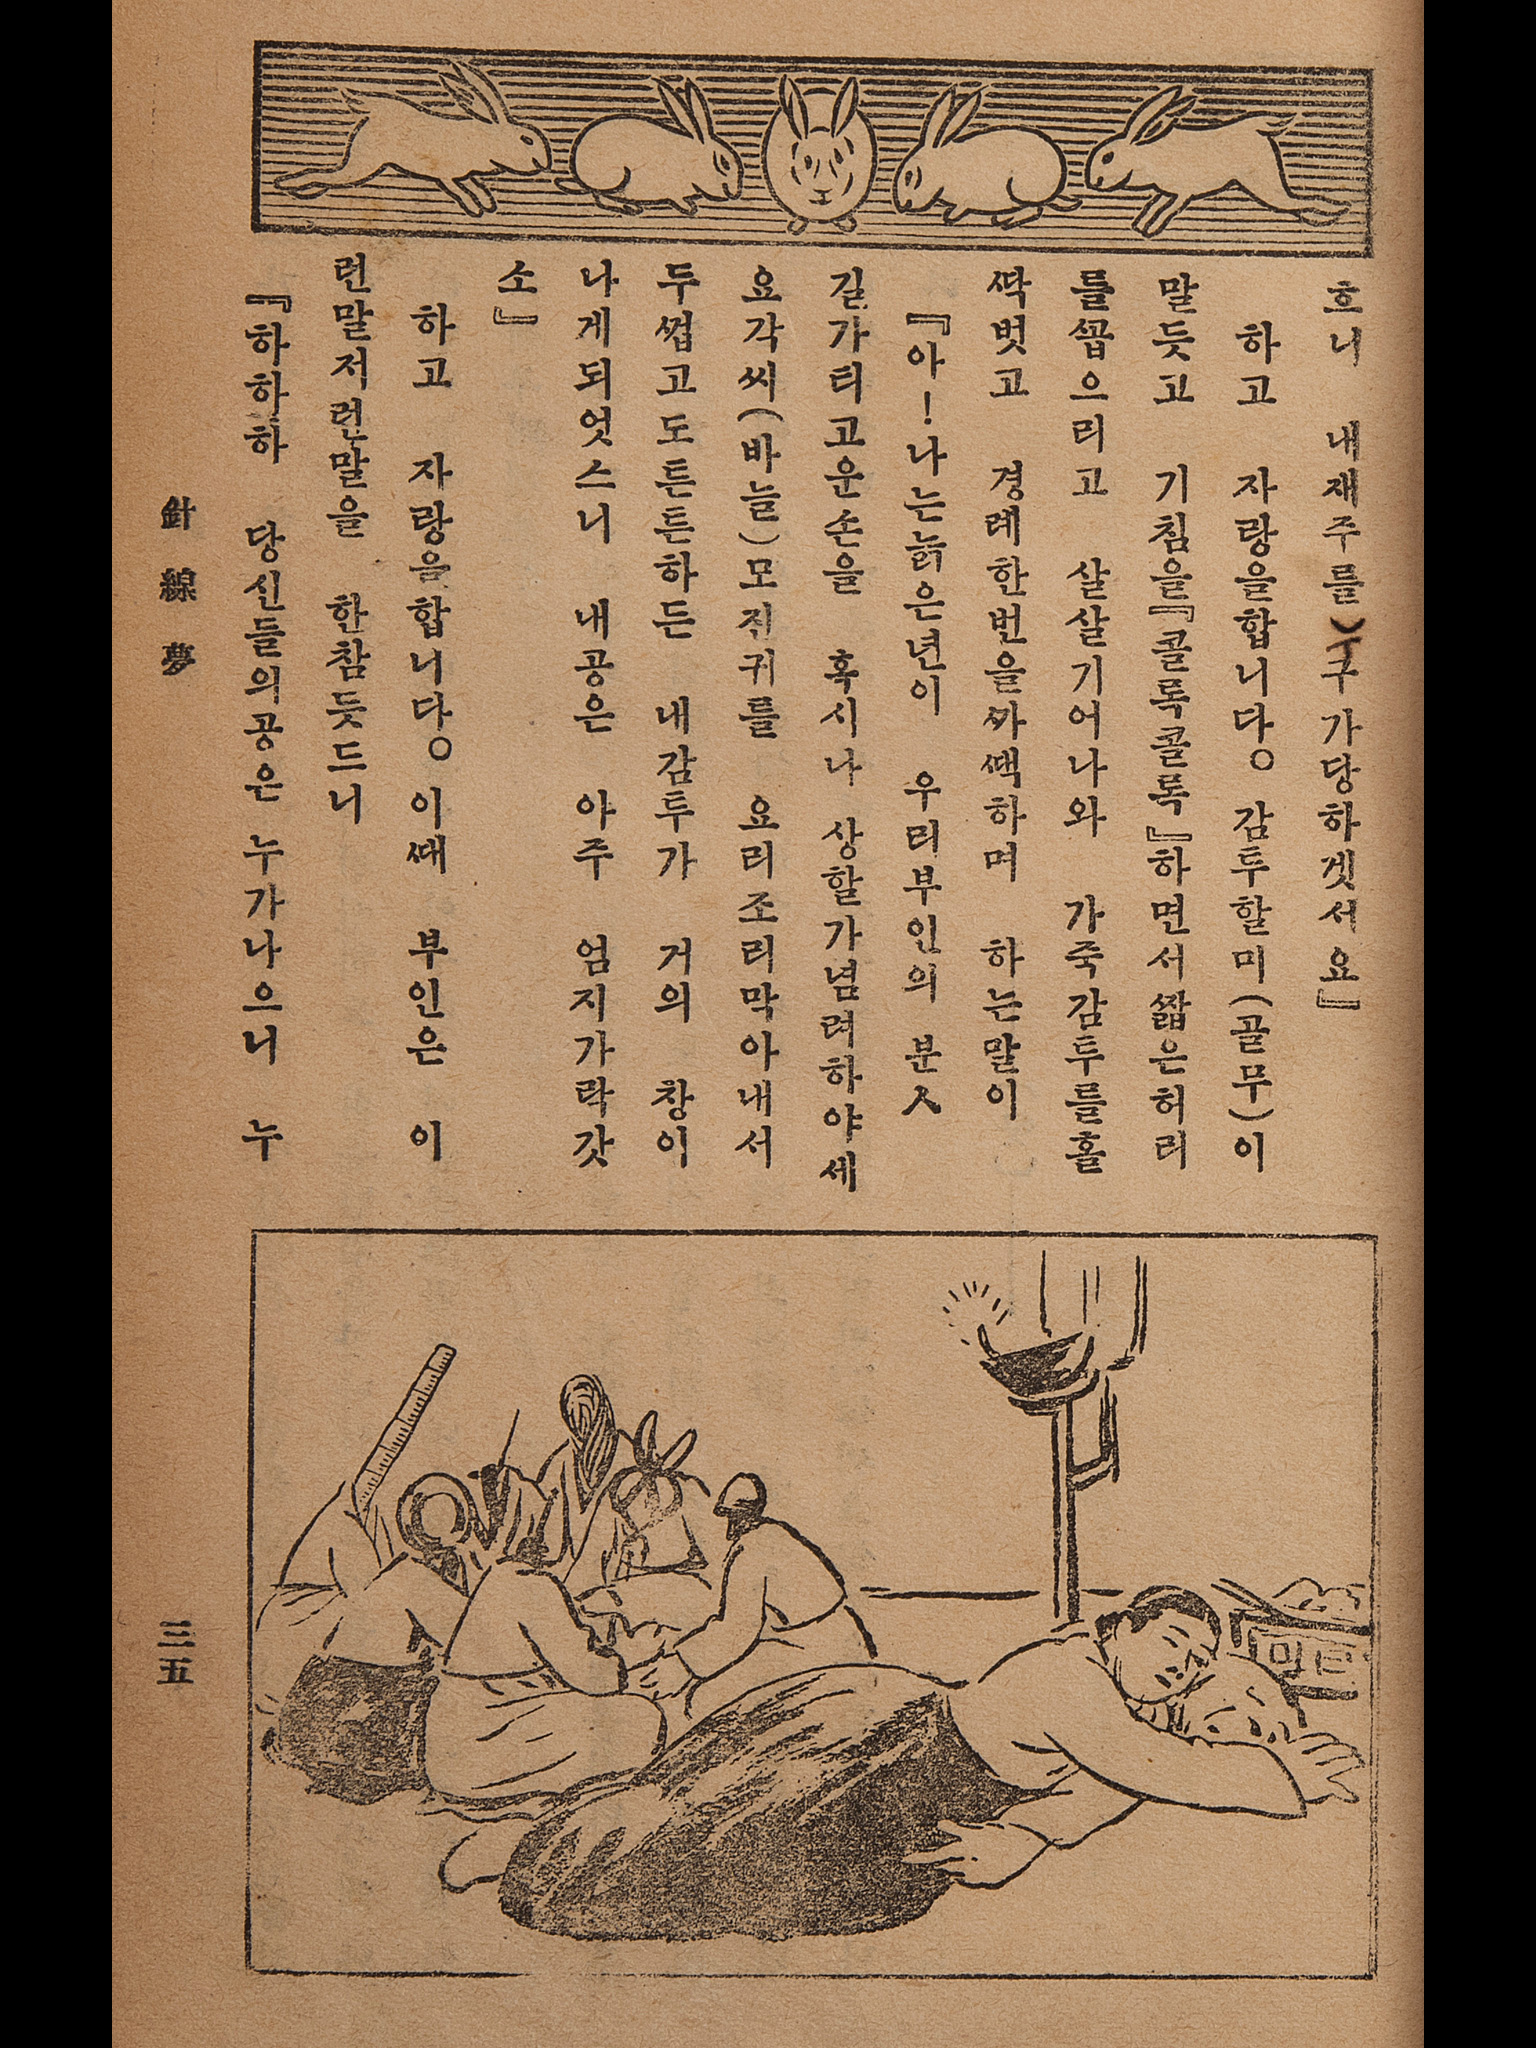 흐니 내재주를 구 가당하겟서요』
하고 자랑을합니다。감투할미(골무)이
말듯고 기침을『콜록콜록』하면서짧은허리
를꼽으리고 살살기어나와 가죽감투를홀
싹벗고 경례한번을싸쌕하며 하는말이
『아!나는늙은년이 우리부인의 분人
길가티고운손을 혹시나 상할가념려하야세
요각씨(바늘)모진귀를 요리조리막아내서
두썹고도튼튼하든 내감투가 거의 창이
나게되엇스니 내공은 아주 엄지가락갓
소』
하고 자랑을합니다。이때 부인은 이
런말저런말을 한참듯드니
『하하하 당신들의공은 누가나으니 누
針線夢
三五